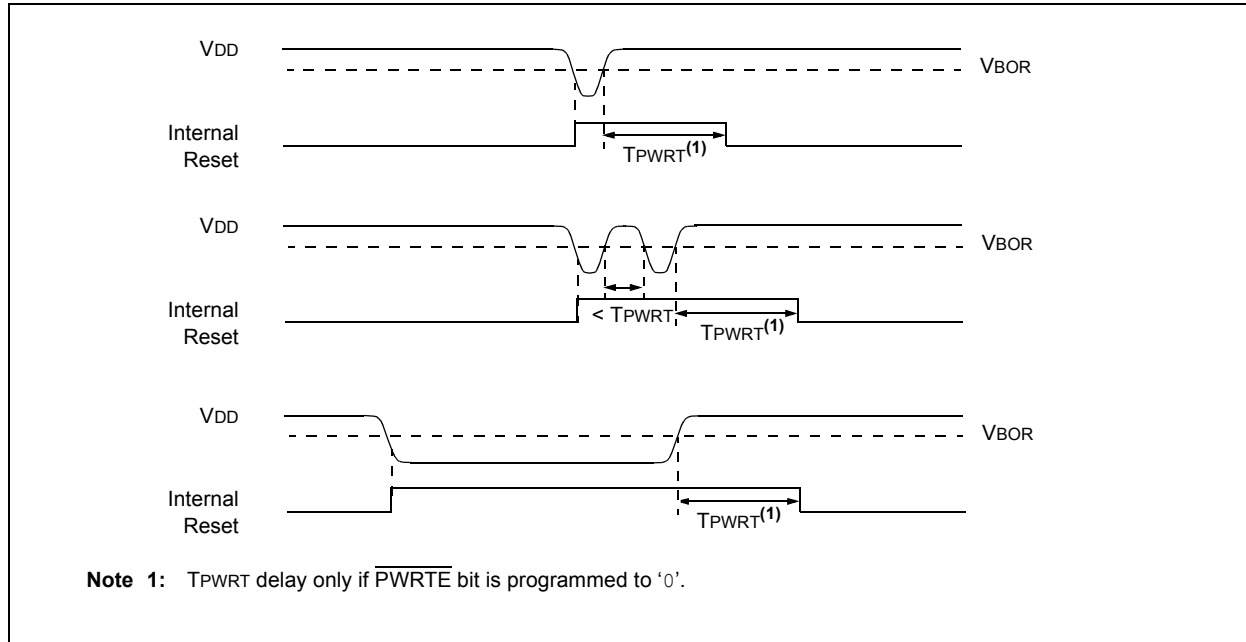 VDD
VBOR
Internal
Reset
TPWRT(1)
VDD
VBOR
Internal
Reset
< TPWRT
TPWRT(1)
VDD
VBOR
Internal
Reset
TPWRT(1)
Note 1: TPWRT delay only if P̅W̅R̅T̅E̅ bit is programmed to ‘0’.